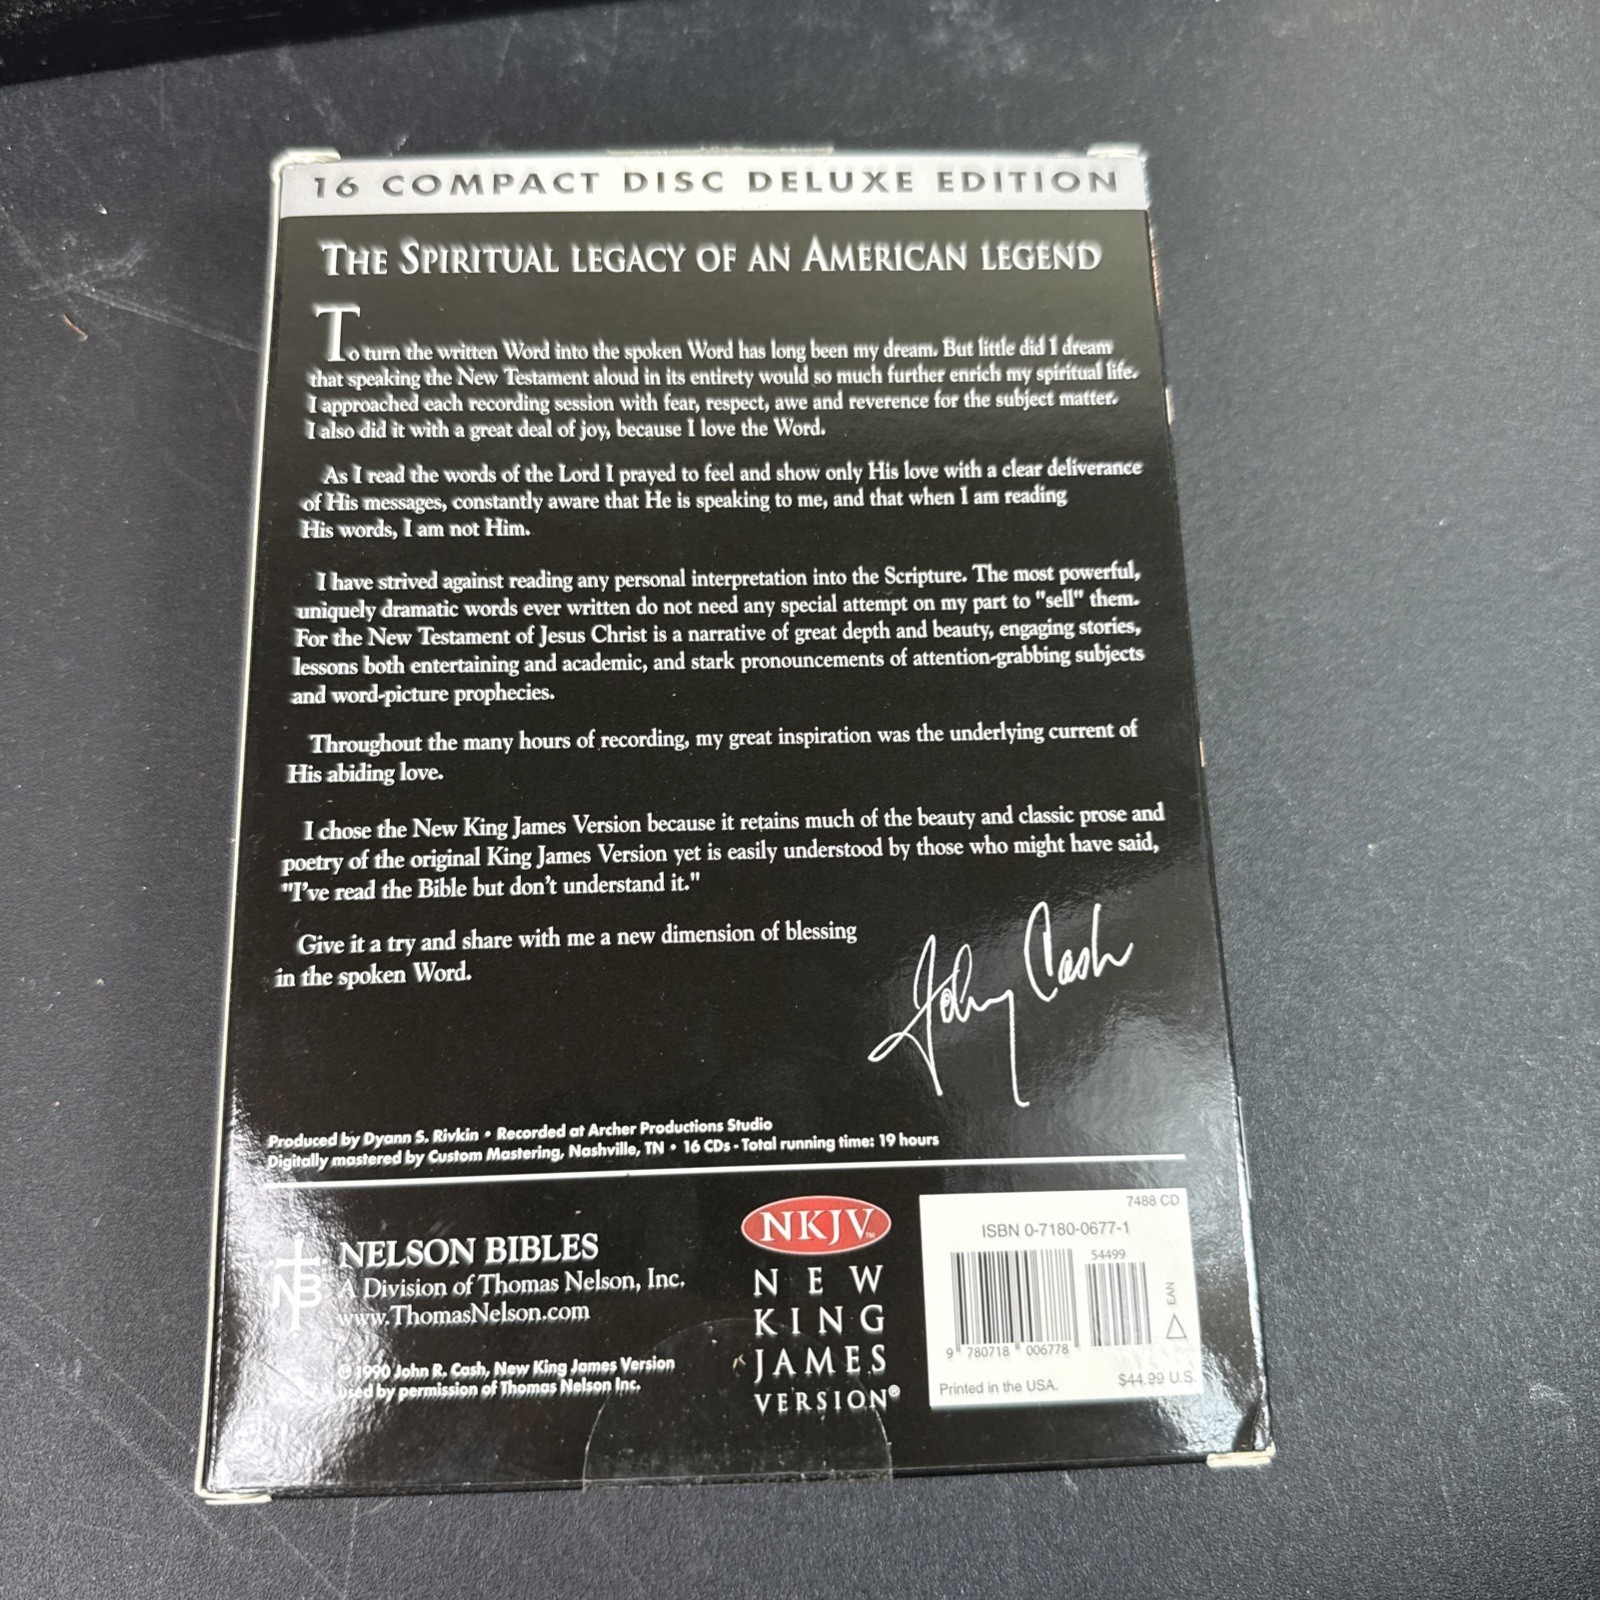 16 COMPACT DISC DELUXE EDITION
THE SPIRITUAL LEGACY OF AN AMERICAN LEGEND
To turn the written Word into the spoken Word has long been my dream. But little did I dream
that speaking the New Testament aloud in its entirety would so much further enrich my spiritual life.
I approached each recording session with fear, respect, awe and reverence for the subject matter.
I also did it with a great deal of joy, because I love the Word.
As I read the words of the Lord I prayed to feel and show only His love with a clear deliverance
of His messages, constantly aware that He is speaking to me, and that when I am reading
His words, I am not Him.
I have strived against reading any personal interpretation into the Scripture. The most powerful,
uniquely dramatic words ever written do not need any special attempt on my part to "sell" them.
For the New Testament of Jesus Christ is a narrative of great depth and beauty, engaging stories,
lessons both entertaining and academic, and stark pronouncements of attention-grabbing subjects
and word-picture prophecies.
Throughout the many hours of recording, my great inspiration was the underlying current of
His abiding love.
I chose the New King James Version because it retains much of the beauty and classic prose and
poetry of the original King James Version yet is easily understood by those who might have said,
"I've read the Bible but don't understand it."
Give it a try and share with me a new dimension of blessing
in the spoken Word.
Johnny Cash
Produced by Dyann S. Rivkin • Recorded at Archer Productions Studio
Digitally mastered by Custom Mastering, Nashville, TN • 16 CDs - Total running time: 19 hours
NB
NELSON BIBLES
A Division of Thomas Nelson, Inc.
www.ThomasNelson.com
© 1990 John R. Cash, New King James Version
used by permission of Thomas Nelson Inc.
NKJV™
NEW
KING
JAMES
VERSION®
7488 CD
ISBN 0-7180-0677-1
54499
EAN
9 780718 006778
Printed in the USA.
$44.99 U.S.